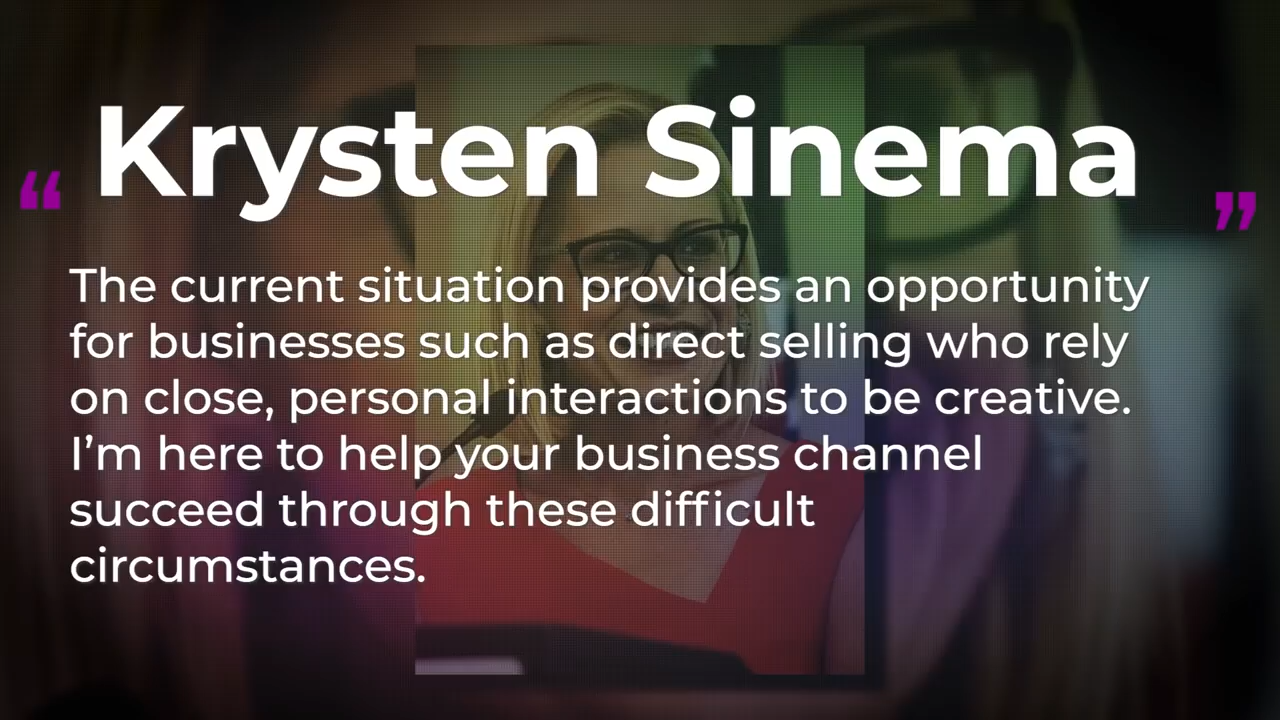 Krysten Sinema
“ ”
The current situation provides an opportunity
for businesses such as direct selling who rely
on close, personal interactions to be creative.
I’m here to help your business channel
succeed through these difficult
circumstances.